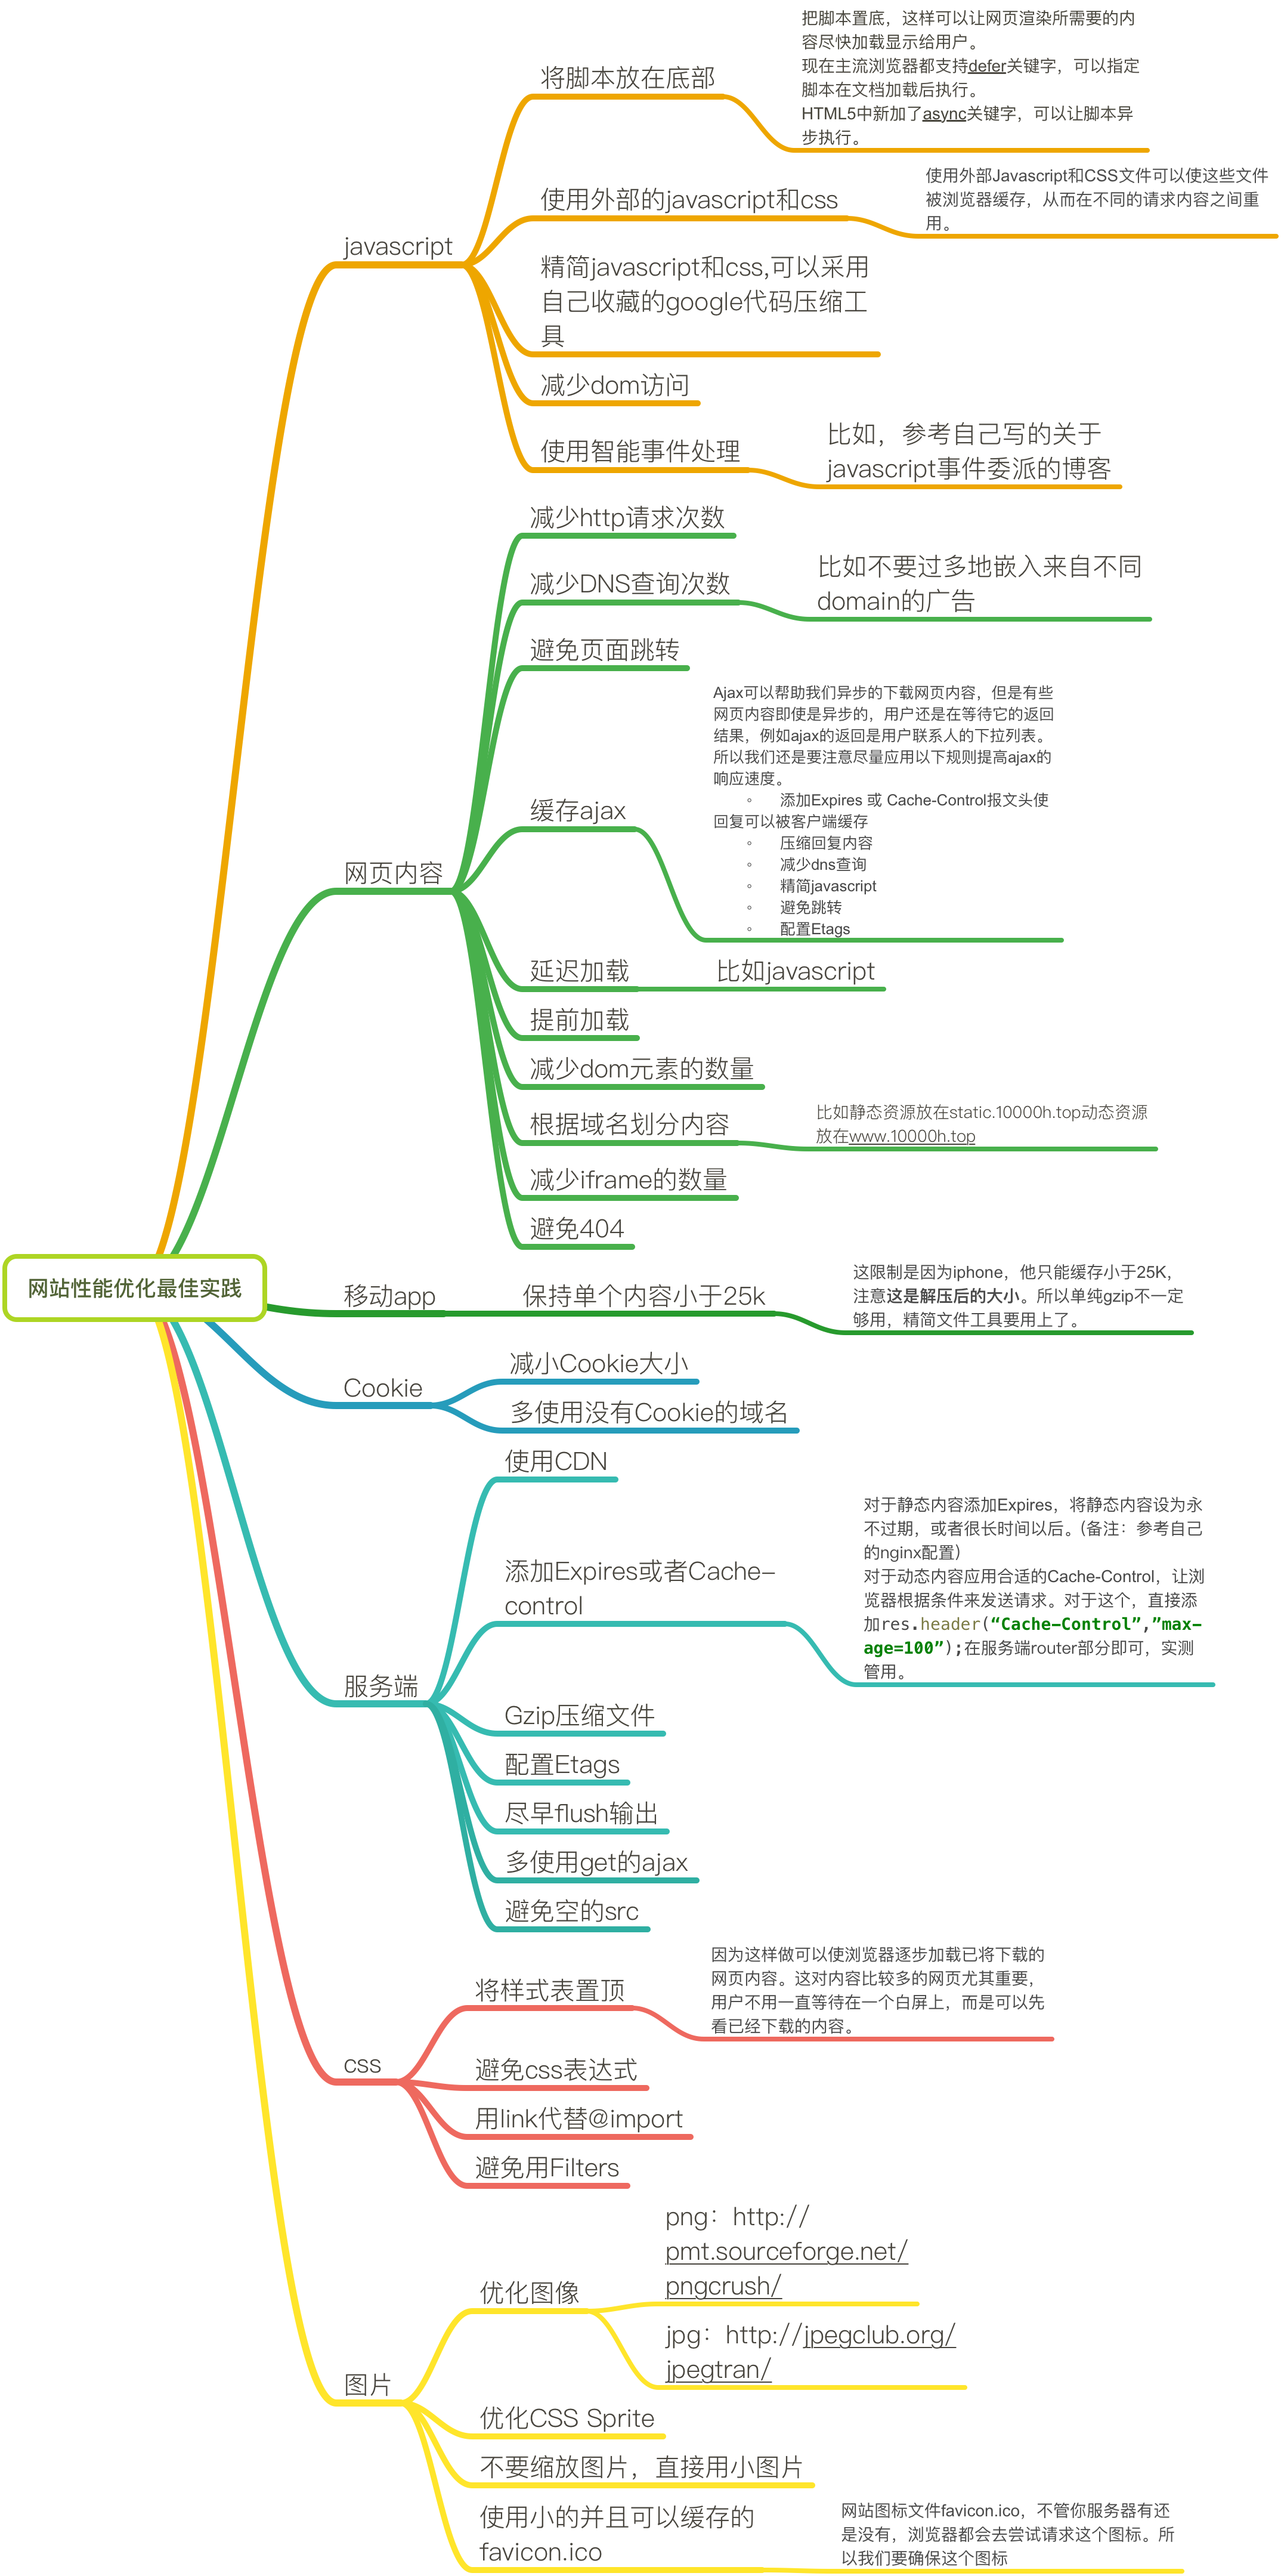 把脚本置底，这样可以让网页渲染所需要的内
容尽快加载显示给用户。
现在主流浏览器都支持defer关键字，可以指定
脚本在文档加载后执行。
HTML5中新加了async关键字，可以让脚本异
步执行。
将脚本放在底部
使用外部Javascript和CSS文件可以使这些文件
被浏览器缓存，从而在不同的请求内容之间重
用。
使用外部的javascript和css
javascript
精简javascript和css,可以采用
自己收藏的google代码压缩工
具
减少dom访问
使用智能事件处理
比如，参考自己写的关于
javascript事件委派的博客
减少http请求次数
减少DNS查询次数
比如不要过多地嵌入来自不同
domain的广告
避免页面跳转
Ajax可以帮助我们异步的下载网页内容，但是有些
网页内容即使是异步的，用户还是在等待它的返回
结果，例如ajax的返回是用户联系人的下拉列表。
所以我们还是要注意尽量应用以下规则提高ajax的
响应速度。
◦ 添加Expires 或 Cache-Control报文头使
回复可以被客户端缓存
◦ 压缩回复内容
◦ 减少dns查询
◦ 精简javascript
◦ 避免跳转
◦ 配置Etags
缓存ajax
网页内容
延迟加载
比如javascript
提前加载
减少dom元素的数量
根据域名划分内容
比如静态资源放在static.10000h.top动态资源
放在www.10000h.top
减少iframe的数量
避免404
网站性能优化最佳实践
移动app
保持单个内容小于25k
这限制是因为iphone，他只能缓存小于25K，
注意这是解压后的大小。所以单纯gzip不一定
够用，精简文件工具要用上了。
Cookie
减小Cookie大小
多使用没有Cookie的域名
使用CDN
添加Expires或者Cache-
control
对于静态内容添加Expires，将静态内容设为永
不过期，或者很长时间以后。（备注：参考自己
的nginx配置）
对于动态内容应用合适的Cache-Control，让浏
览器根据条件来发送请求。对于这个，直接添
加res.header(“Cache-Control”,”max-
age=100”);在服务端router部分即可，实测
管用。
服务端
Gzip压缩文件
配置Etags
尽早flush输出
多使用get的ajax
避免空的src
将样式表置顶
因为这样做可以使浏览器逐步加载已将下载的
网页内容。这对内容比较多的网页尤其重要，
用户不用一直等待在一个白屏上，而是可以先
看已经下载的内容。
css
避免css表达式
用link代替@import
避免用Filters
图片
优化图像
png：http://
pmt.sourceforge.net/
pngcrush/
jpg：http://jpegclub.org/
jpegtran/
优化CSS Sprite
不要缩放图片，直接用小图片
使用小的并且可以缓存的
favicon.ico
网站图标文件favicon.ico，不管你服务器有还
是没有，浏览器都会去尝试请求这个图标。所
以我们要确保这个图标